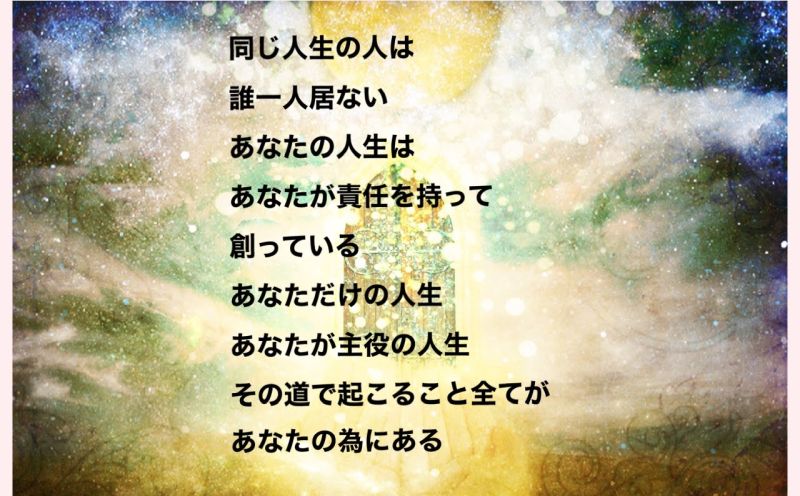 同じ人生の人は
誰一人居ない
あなたの人生は
あなたが責任を持って
創っている
あなただけの人生
あなたが主役の人生
その道で起こること全てが
あなたの為にある